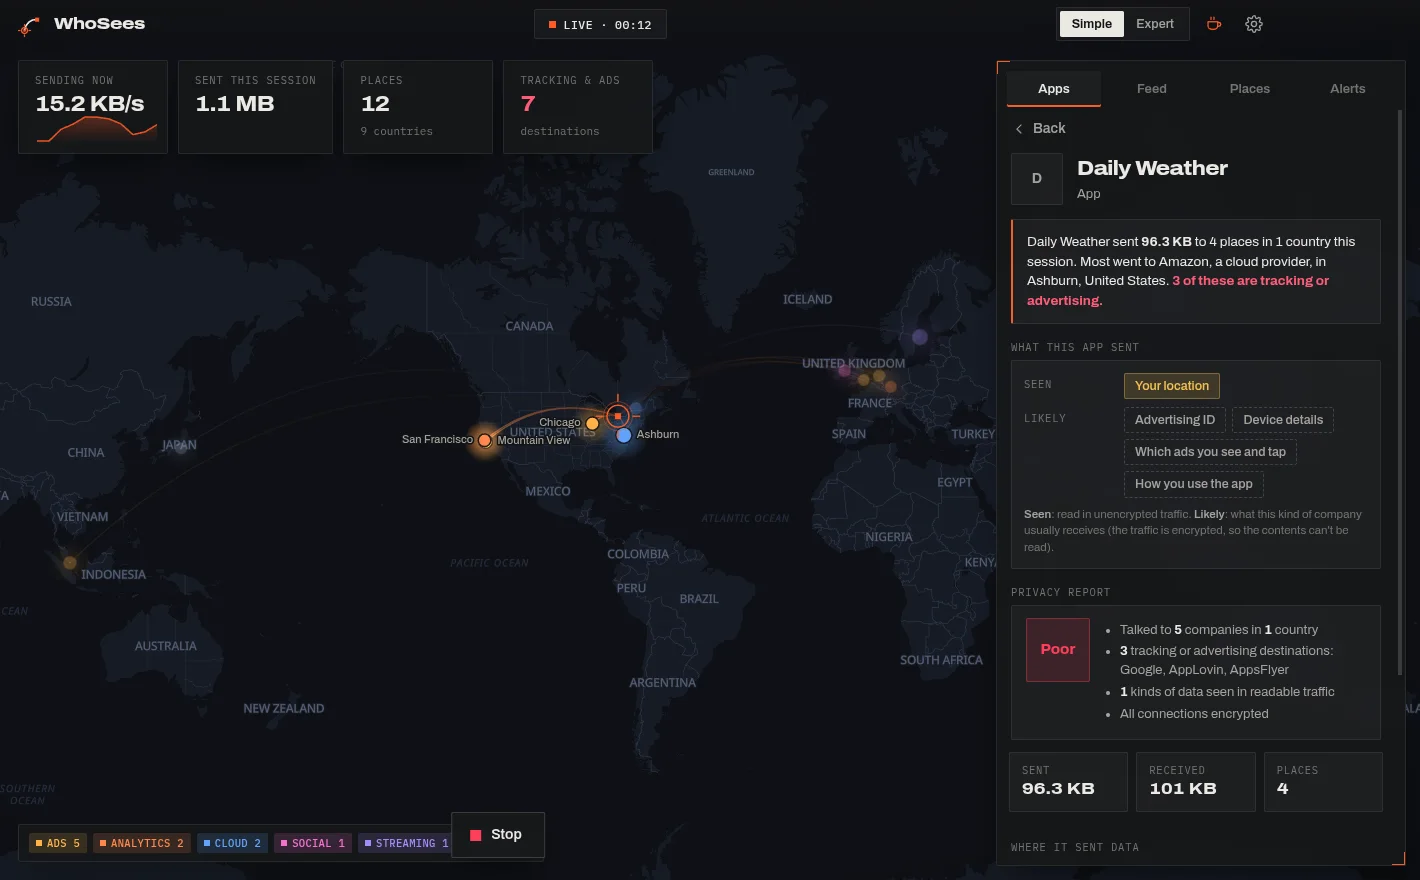 WhoSees
LIVE · 00:12
Simple
Expert
SENDING NOW
15.2 KB/s
SENT THIS SESSION
1.1 MB
PLACES
12
9 countries
TRACKING & ADS
7
destinations
Apps
Feed
Places
Alerts
Back
D
Daily Weather
App
Daily Weather sent 96.3 KB to 4 places in 1 country this
session. Most went to Amazon, a cloud provider, in
Ashburn, United States. 3 of these are tracking or
advertising.
WHAT THIS APP SENT
SEEN
Your location
LIKELY
Advertising ID
Device details
Which ads you see and tap
How you use the app
Seen: read in unencrypted traffic. Likely: what this kind of company
usually receives (the traffic is encrypted, so the contents can't be
read).
PRIVACY REPORT
Poor
Talked to 5 companies in 1 country
3 tracking or advertising destinations:
Google, AppLovin, AppsFlyer
1 kinds of data seen in readable traffic
All connections encrypted
SENT
96.3 KB
RECEIVED
101 KB
PLACES
4
WHERE IT SENT DATA
GREENLAND
RUSSIA
ICELAND
CANADA
UNITED KINGDOM
FRANCE
Chicago
UNITED STATES
San Francisco
Mountain View
Ashburn
SPAIN
TURKEY
JAPAN
CHINA
EGYPT
MEXICO
VIETNAM
ATLANTIC OCEAN
NIGERIA
COLOMBIA
PACIFIC OCEAN
KENY
INDONESIA
PERU
BRAZIL
CEAN
AUSTRALIA
SOUTH AFRICA
ARGENTINA
NEW ZEALAND
SOUTHERN
OCEAN
ADS 5
ANALYTICS 2
CLOUD 2
SOCIAL 1
STREAMING 1
Stop